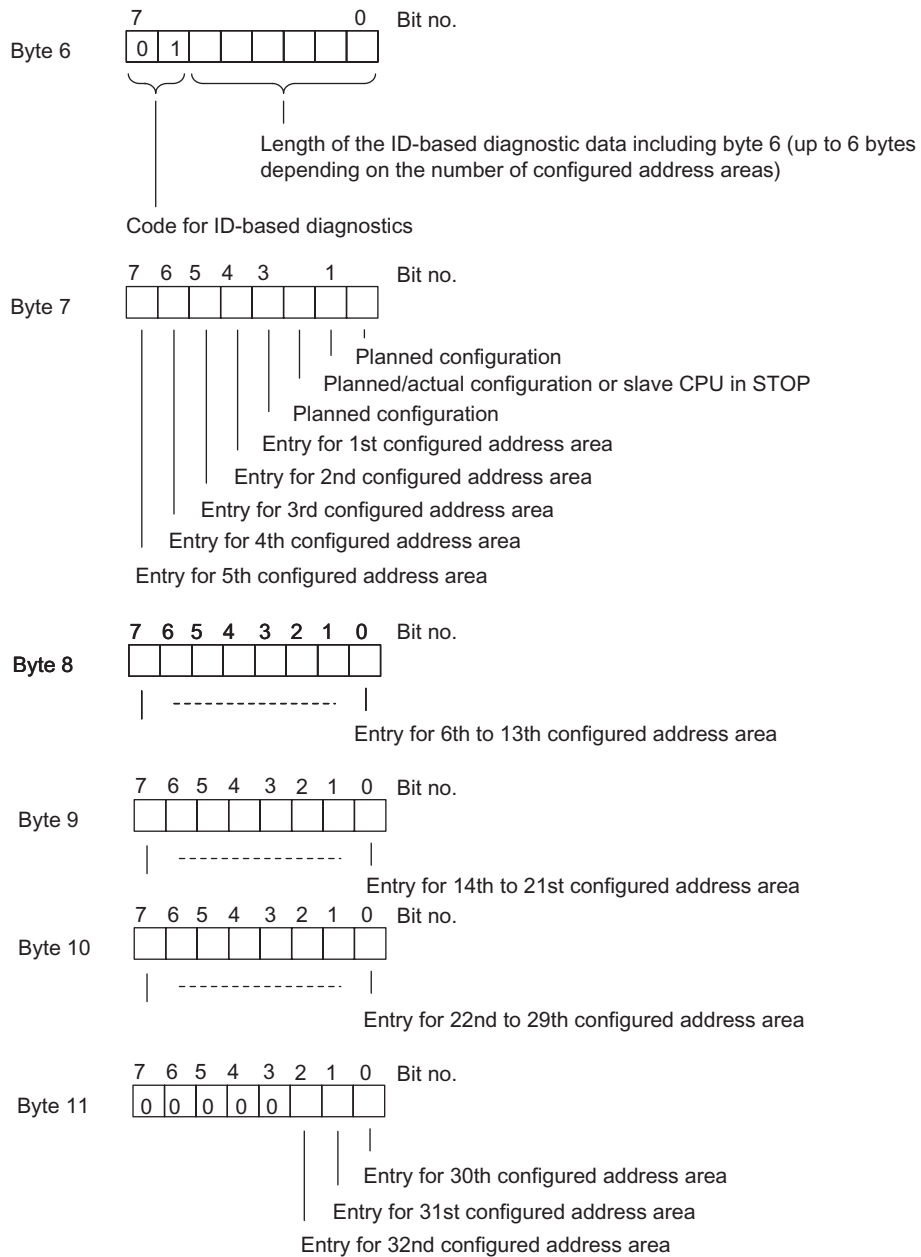 7 0 Bit no.
Byte 6
0 1
Length of the ID-based diagnostic data including byte 6 (up to 6 bytes
depending on the number of configured address areas)
Code for ID-based diagnostics
7 6 5 4 3 1 Bit no.
Byte 7
Planned configuration
Planned/actual configuration or slave CPU in STOP
Planned configuration
Entry for 1st configured address area
Entry for 2nd configured address area
Entry for 3rd configured address area
Entry for 4th configured address area
Entry for 5th configured address area
7 6 5 4 3 2 1 0 Bit no.
Byte 8
Entry for 6th to 13th configured address area
7 6 5 4 3 2 1 0 Bit no.
Byte 9
Entry for 14th to 21st configured address area
7 6 5 4 3 2 1 0 Bit no.
Byte 10
Entry for 22nd to 29th configured address area
7 6 5 4 3 2 1 0 Bit no.
Byte 11
0 0 0 0 0
Entry for 30th configured address area
Entry for 31st configured address area
Entry for 32nd configured address area